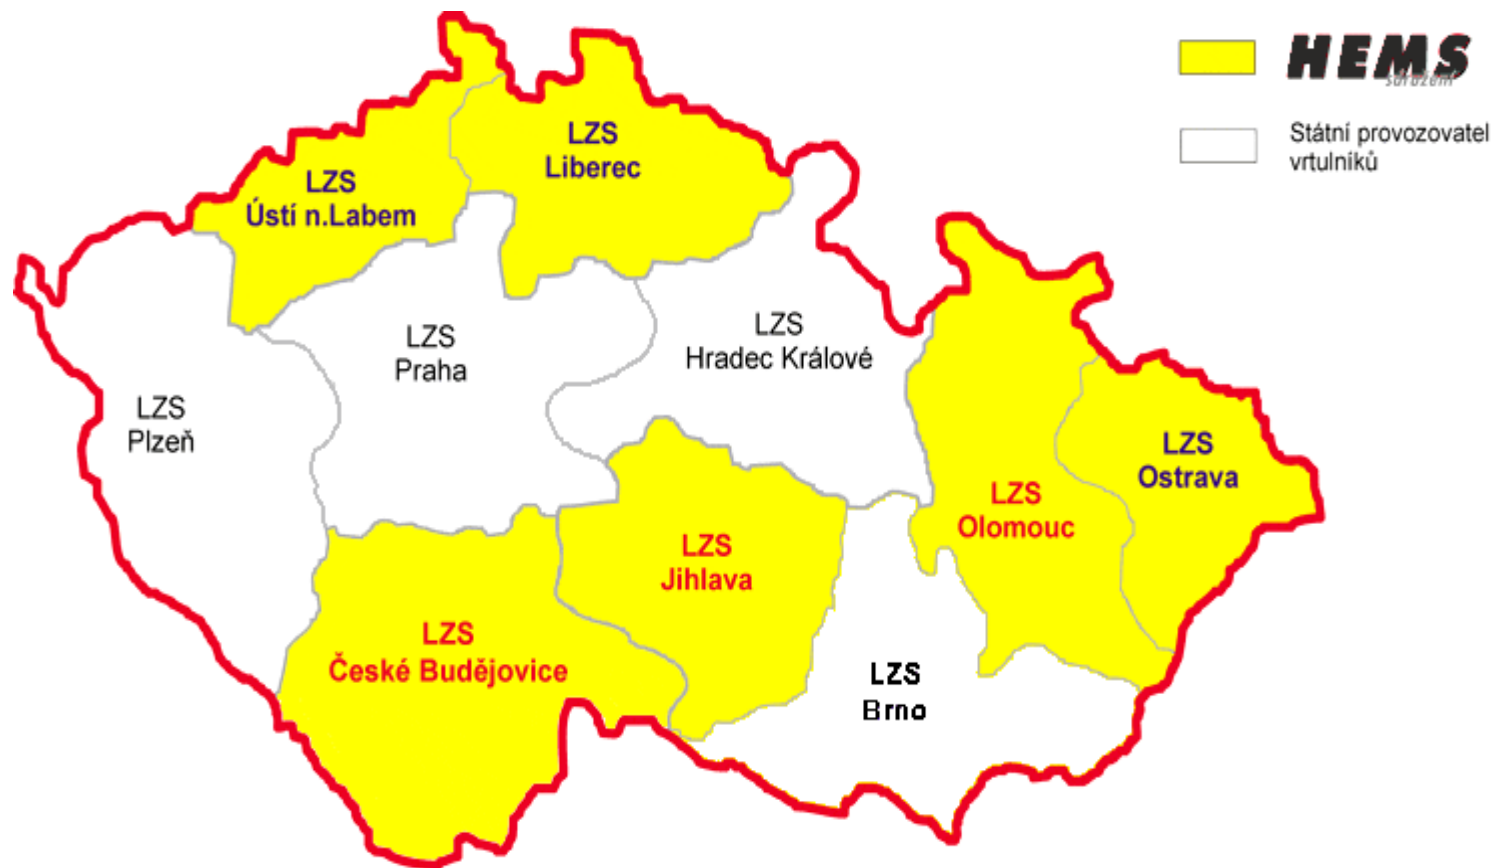 HEMS
sdružení
Státní provozovatel
vrtulníků
LZS
Liberec
LZS
Ústí n.Labem
LZS
Praha
LZS
Hradec Králové
LZS
Plzeň
LZS
Ostrava
LZS
Olomouc
LZS
Jihlava
LZS
České Budějovice
LZS
Brno